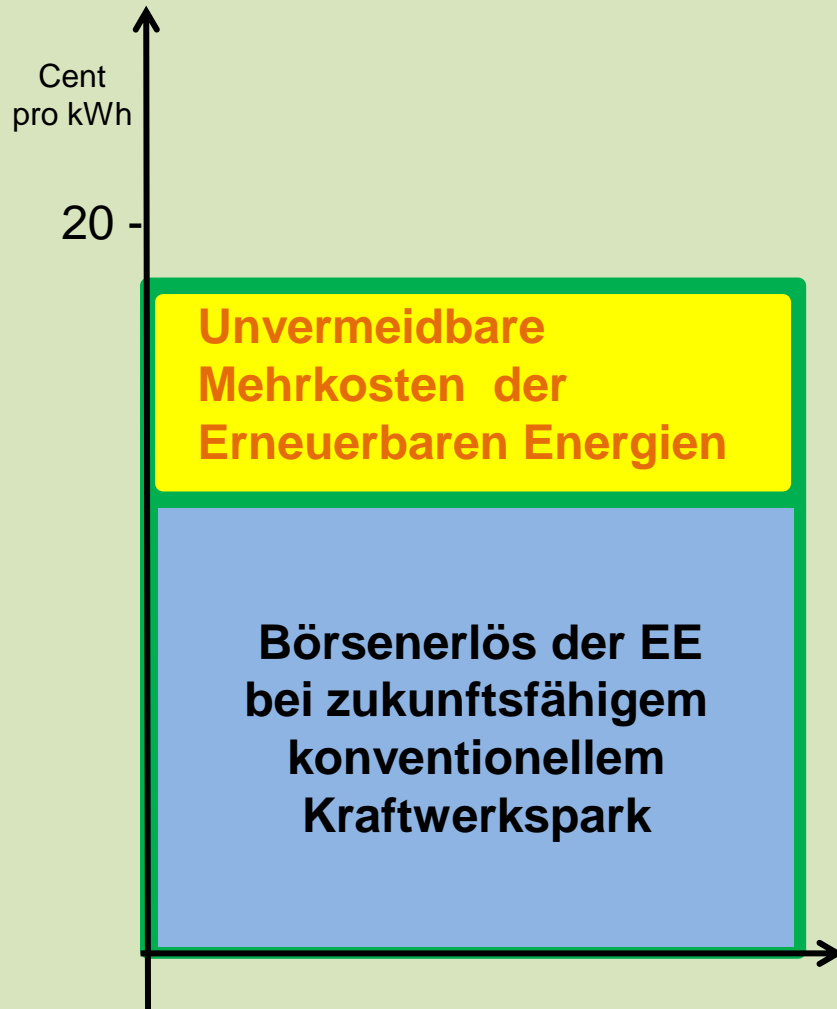 Cent
pro kWh
20 -
Unvermeidbare
Mehrkosten der
Erneuerbaren Energien
Börsenerlös der EE
bei zukunftsfähigem
konventionellem
Kraftwerkspark